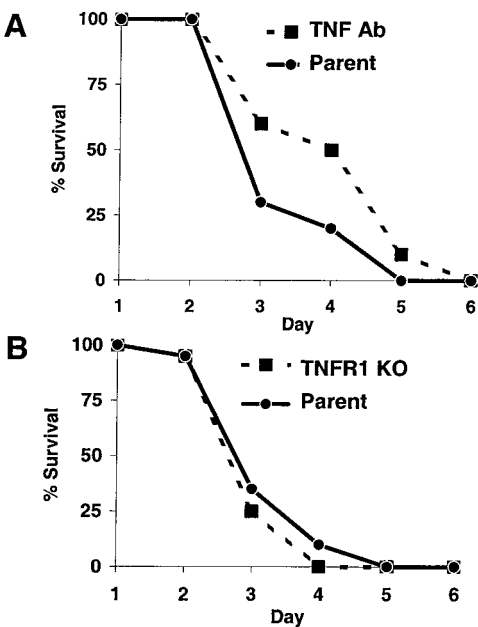 A
100
TNF Ab
Parent
75
50
25
0
% Survival
1 2 3 4 5 6
Day
B
100
TNFR1 KO
Parent
75
50
25
0
% Survival
1 2 3 4 5 6
Day